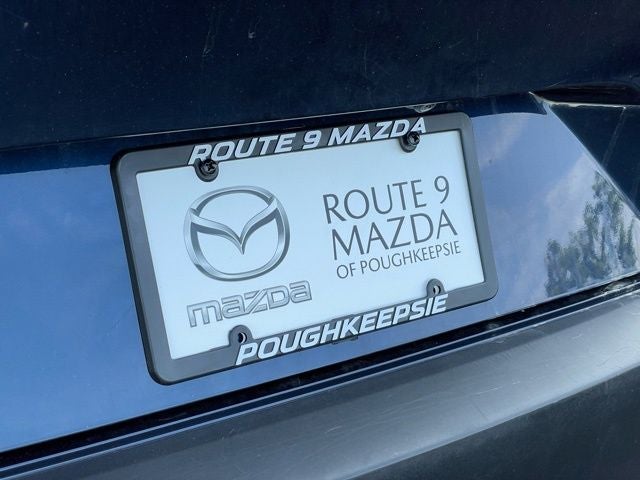 ROUTE 9 MAZDA
ROUTE 9
MAZDA
OF POUGHKEEPSIE
mazda
POUGHKEEPSIE